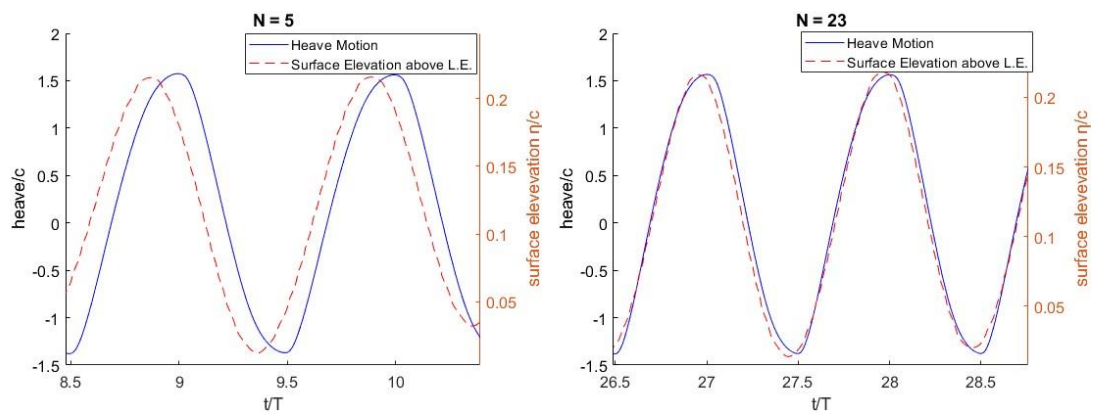 N = 5
Heave Motion
Surface Elevation above L.E.
heave/c
2
1.5
1
0.5
0
-0.5
-1
-1.5
8.5 9 9.5 10
t/T
0.2
0.15
0.1
0.05
surface elevevation η/c
N = 23
Heave Motion
Surface Elevation above L.E.
heave/c
2
1.5
1
0.5
0
-0.5
-1
-1.5
26.5 27 27.5 28 28.5
t/T
0.2
0.15
0.1
0.05
surface elevevation η/c